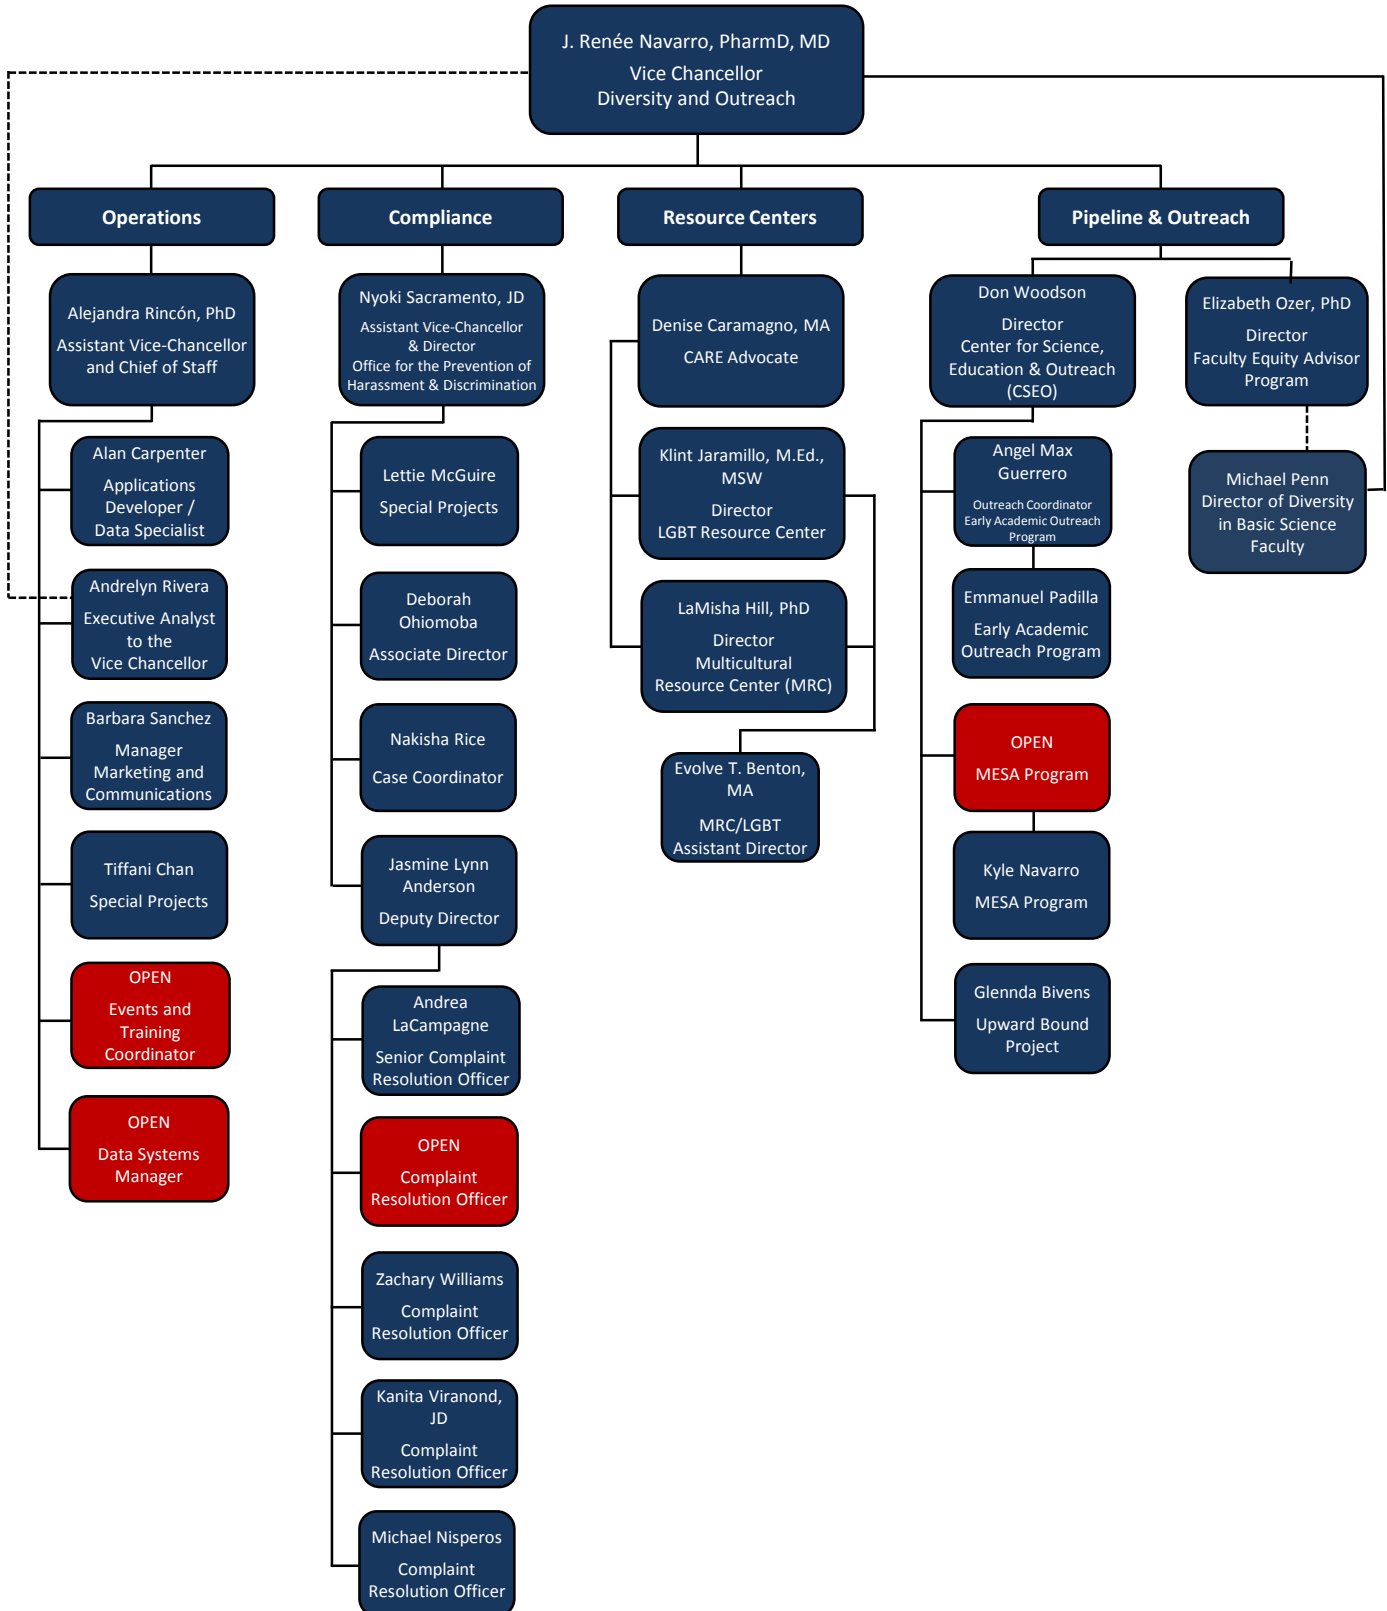 J. Renée Navarro, PharmD, MD
Vice Chancellor
Diversity and Outreach
Operations
Alejandra Rincón, PhD
Assistant Vice-Chancellor
and Chief of Staff
Alan Carpenter
Applications
Developer /
Data Specialist
Andrelyn Rivera
Executive Analyst
to the
Vice Chancellor
Barbara Sanchez
Manager
Marketing and
Communications
Tiffani Chan
Special Projects
OPEN
Events and
Training
Coordinator
OPEN
Data Systems
Manager
Compliance
Nyoki Sacramento, JD
Assistant Vice-Chancellor
& Director
Office for the Prevention of
Harassment & Discrimination
Lettie McGuire
Special Projects
Deborah
Ohiomoba
Associate Director
Nakisha Rice
Case Coordinator
Jasmine Lynn
Anderson
Deputy Director
Andrea
LaCampagne
Senior Complaint
Resolution Officer
OPEN
Complaint
Resolution Officer
Zachary Williams
Complaint
Resolution Officer
Kanita Viranond,
JD
Complaint
Resolution Officer
Michael Nisperos
Complaint
Resolution Officer
Resource Centers
Denise Caramagno, MA
CARE Advocate
Klint Jaramillo, M.Ed.,
MSW
Director
LGBT Resource Center
LaMisha Hill, PhD
Director
Multicultural
Resource Center (MRC)
Evolve T. Benton,
MA
MRC/LGBT
Assistant Director
Pipeline & Outreach
Don Woodson
Director
Center for Science,
Education & Outreach
(CSEO)
Angel Max
Guerrero
Outreach Coordinator
Early Academic Outreach
Program
Emmanuel Padilla
Early Academic
Outreach Program
OPEN
MESA Program
Kyle Navarro
MESA Program
Glennda Bivens
Upward Bound
Project
Elizabeth Ozer, PhD
Director
Faculty Equity Advisor
Program
Michael Penn
Director of Diversity
in Basic Science
Faculty